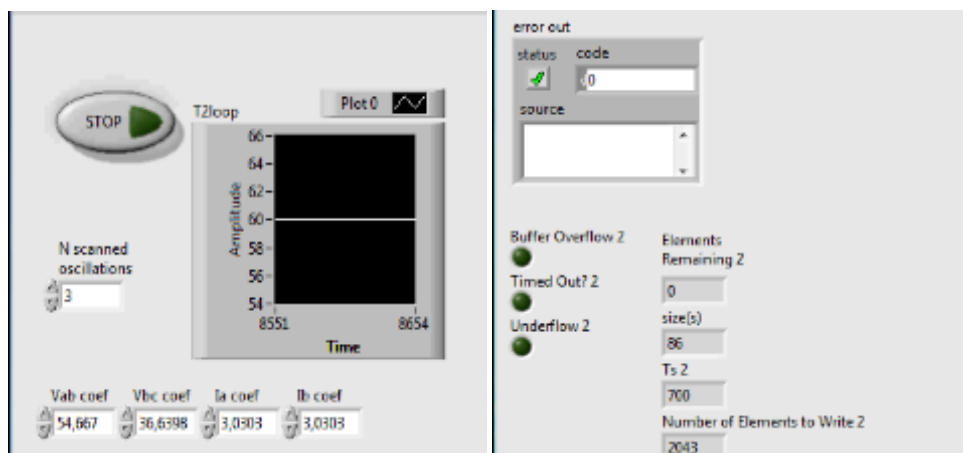 STOP
T2loop
Plot 0
66
64
62
60
58
56
54
Amplitude
8551
8654
Time
N scanned
oscillations
3
Vab coef
Vbc coef
Ia coef
Ib coef
54,667
36,6398
3,0303
3,0303
error out
status
code
0
source
Buffer Overflow 2
Timed Out? 2
Underflow 2
Elements
Remaining 2
0
size(s)
86
Ts 2
700
Number of Elements to Write 2
2043